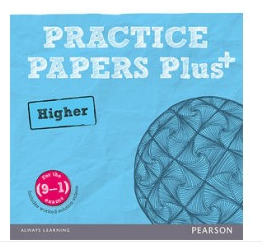 PRACTICE
PAPERS Plus+
Higher
For the
(9–1)
exams
ALWAYS LEARNING
PEARSON